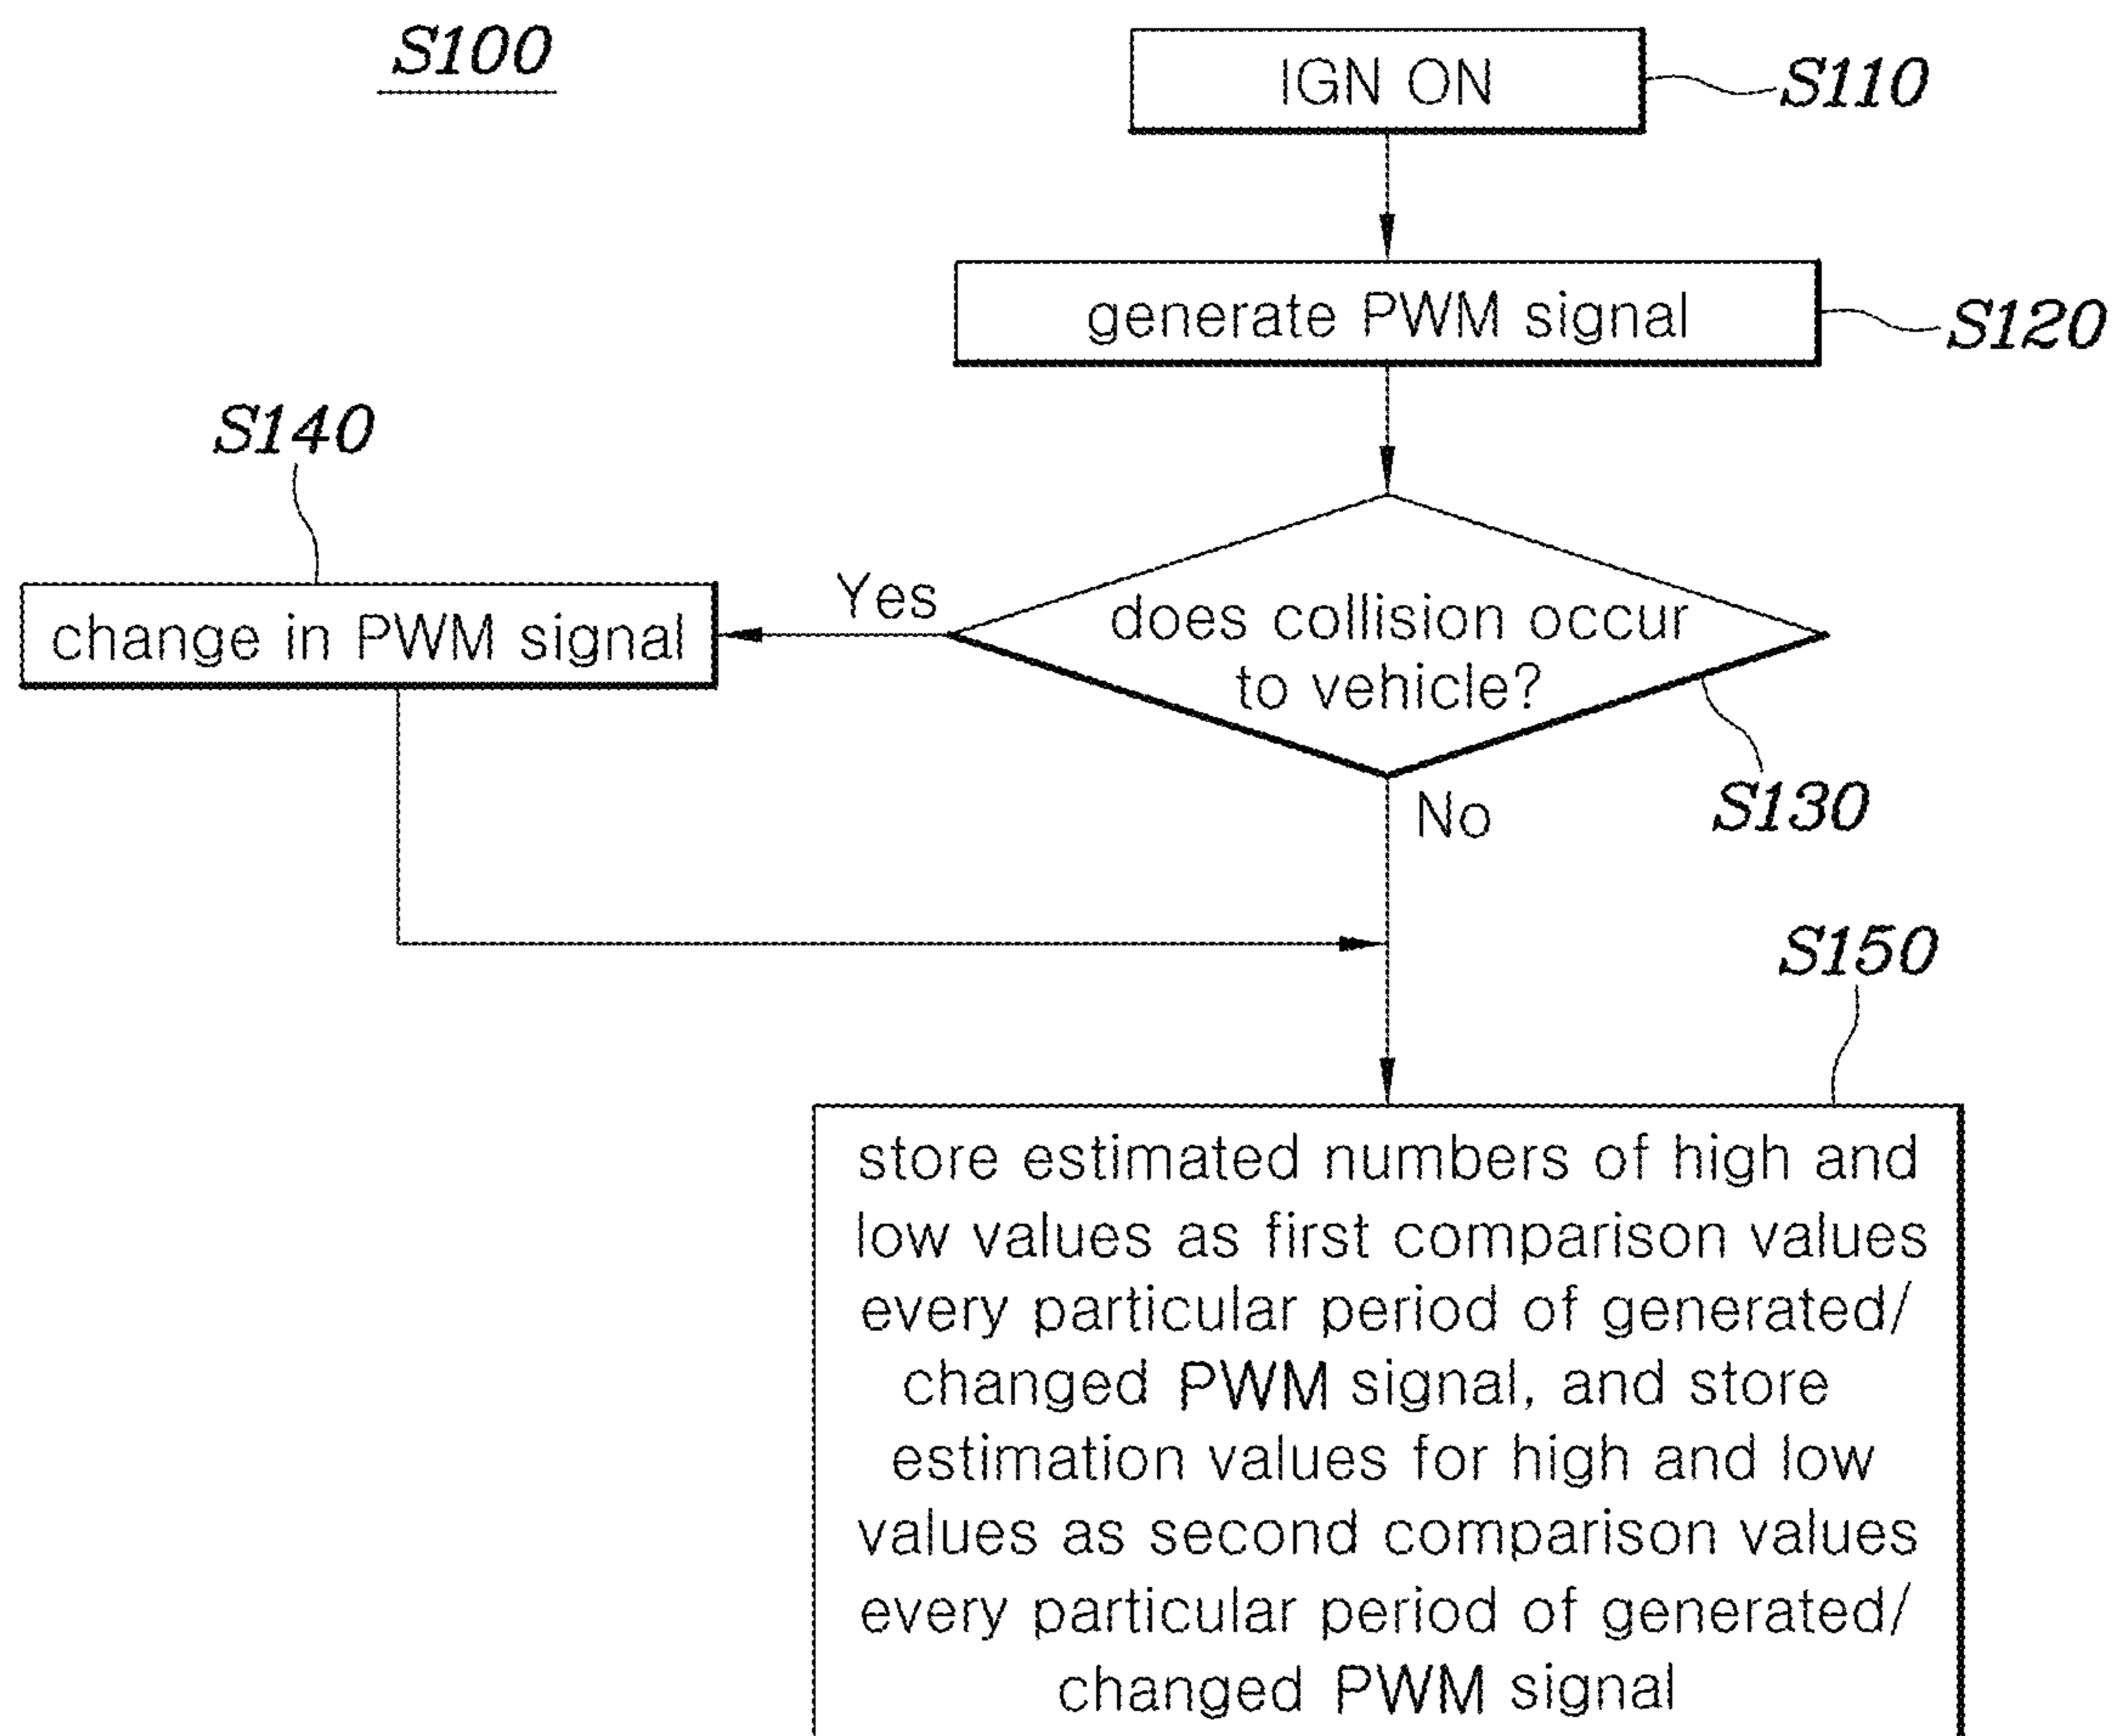 S100
IGN ON
S110
generate PWM signal
S120
S140
change in PWM signal
Yes
does collision occur
to vehicle?
S130
No
S150
store estimated numbers of high and
low values as first comparison values
every particular period of generated/
changed PWM signal, and store
estimation values for high and low
values as second comparison values
every particular period of generated/
changed PWM signal